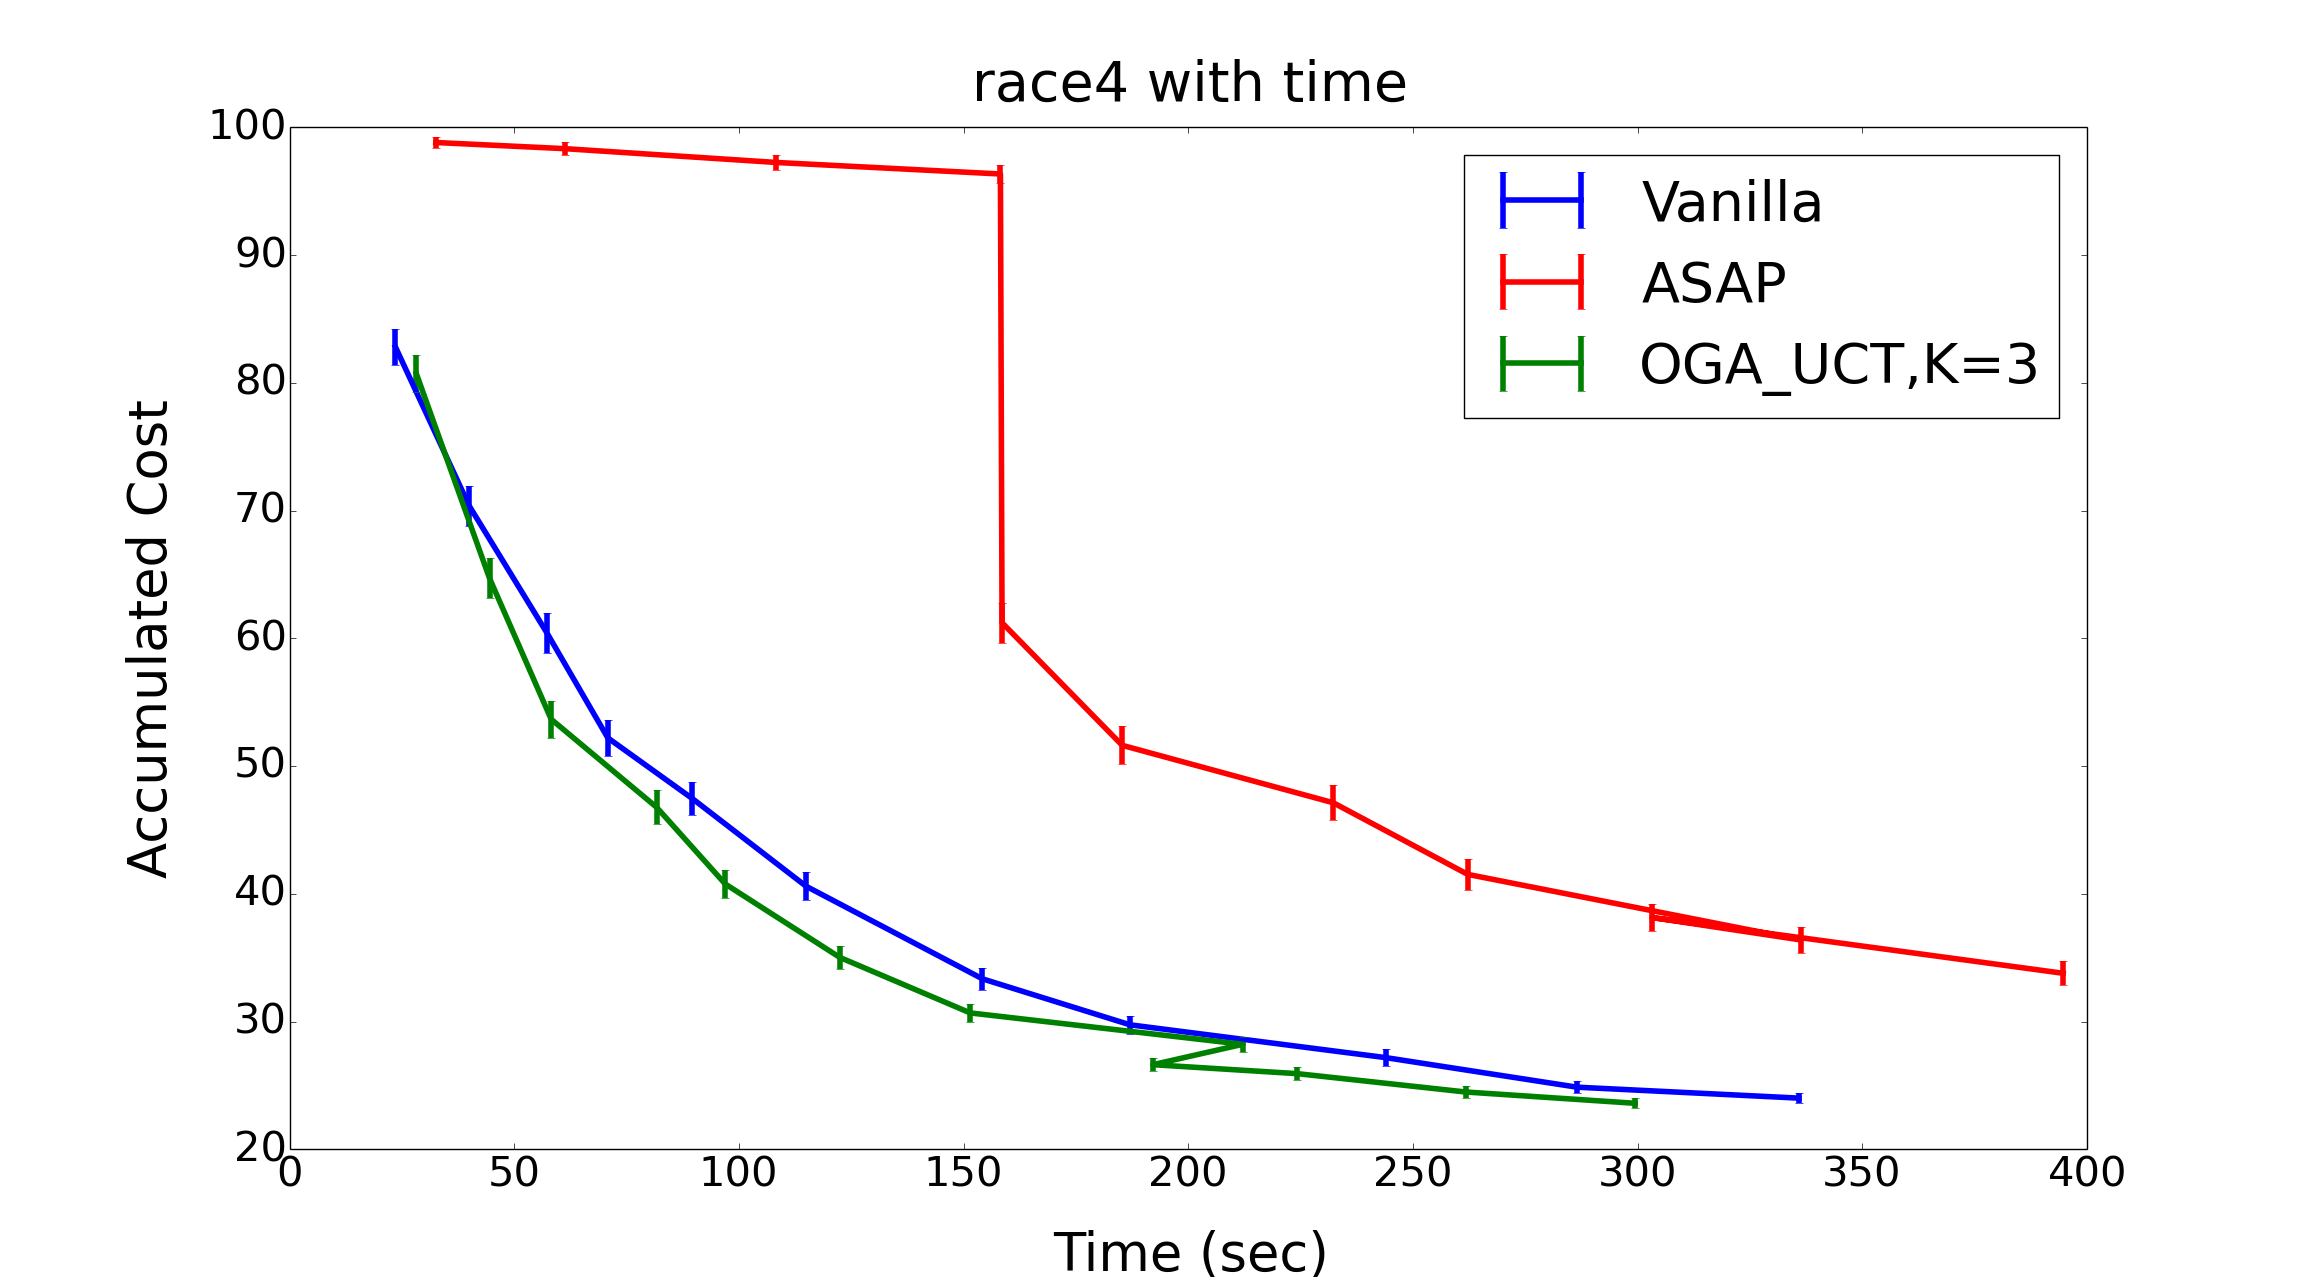 race4 with time
100
90
80
70
60
50
40
30
20
Accumulated Cost
Vanilla
ASAP
OGA_UCT,K=3
0 50 100 150 200 250 300 350 400
Time (sec)